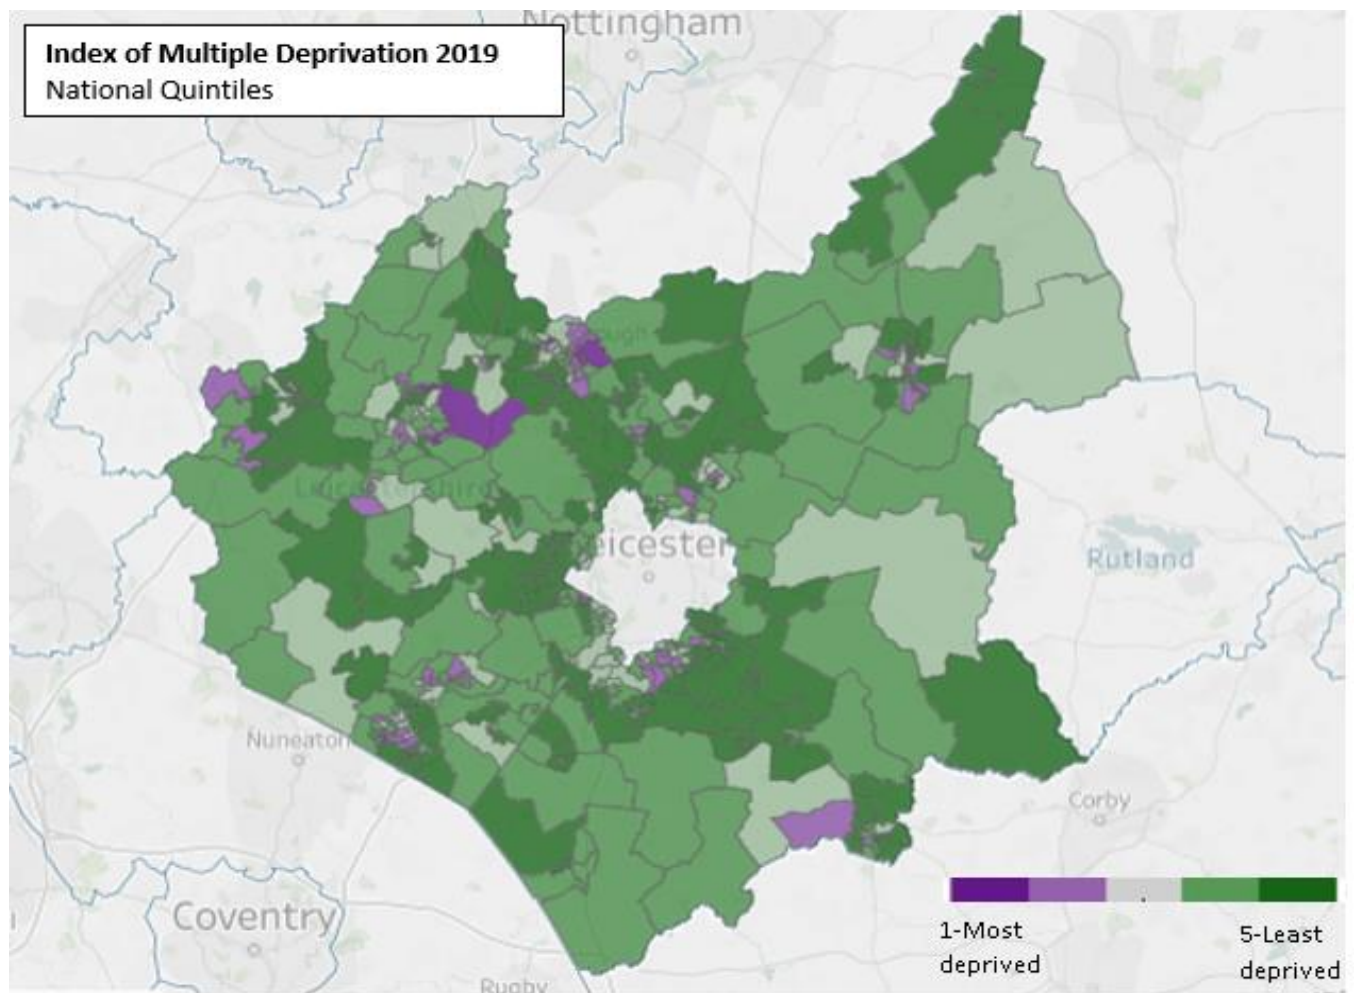 Nottingham
Index of Multiple Deprivation 2019
National Quintiles
Leicestershire
Leicester
Rutland
Nuneaton
Corby
Coventry
Rugby
1-Most
deprived
5-Least
deprived